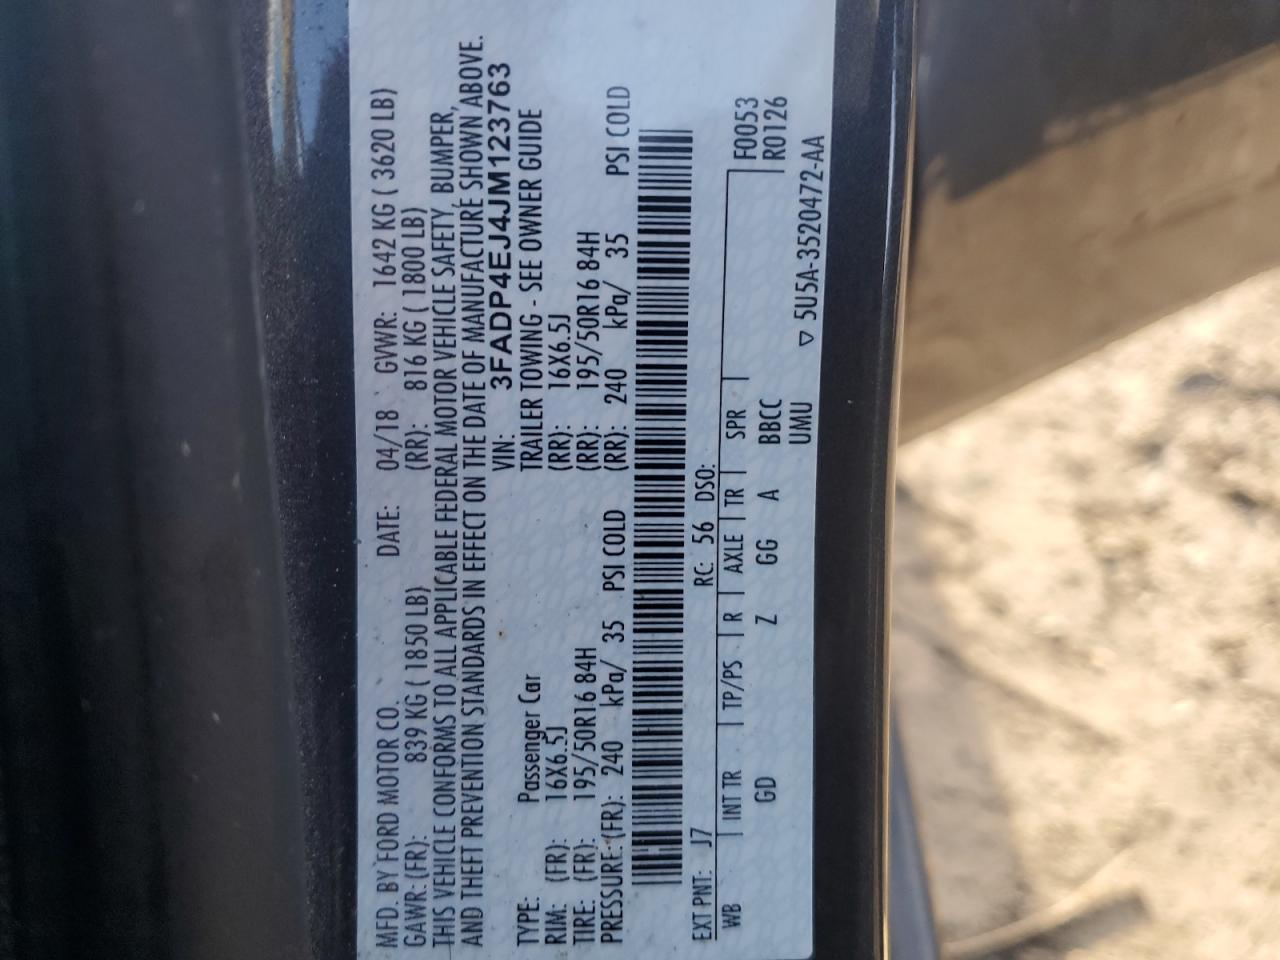 MFD. BY FORD MOTOR CO. DATE: 04/18 GVWR: 1642 KG ( 3620 LB)
GAWR: (FR): 839 KG ( 1850 LB) (RR): 816 KG ( 1800 LB)
THIS VEHICLE CONFORMS TO ALL APPLICABLE FEDERAL MOTOR VEHICLE SAFETY, BUMPER,
AND THEFT PREVENTION STANDARDS IN EFFECT ON THE DATE OF MANUFACTURE SHOWN ABOVE.
VIN: 3FADP4EJ4JM123763
TYPE: Passenger Car TRAILER TOWING - SEE OWNER GUIDE
RIM: (FR): 16X6.5J (RR): 16X6.5J
TIRE: (FR): 195/50R16 84H (RR): 195/50R16 84H
PRESSURE: (FR): 240 kPa/ 35 PSI COLD (RR): 240 kPa/ 35 PSI COLD
EXT PNT: J7 RC: 56 DSO:
WB INT TR TP/PS R AXLE TR SPR F0053
GD Z GG A BBCC R0126
UMU ▽ 5U5A-3520472-AA